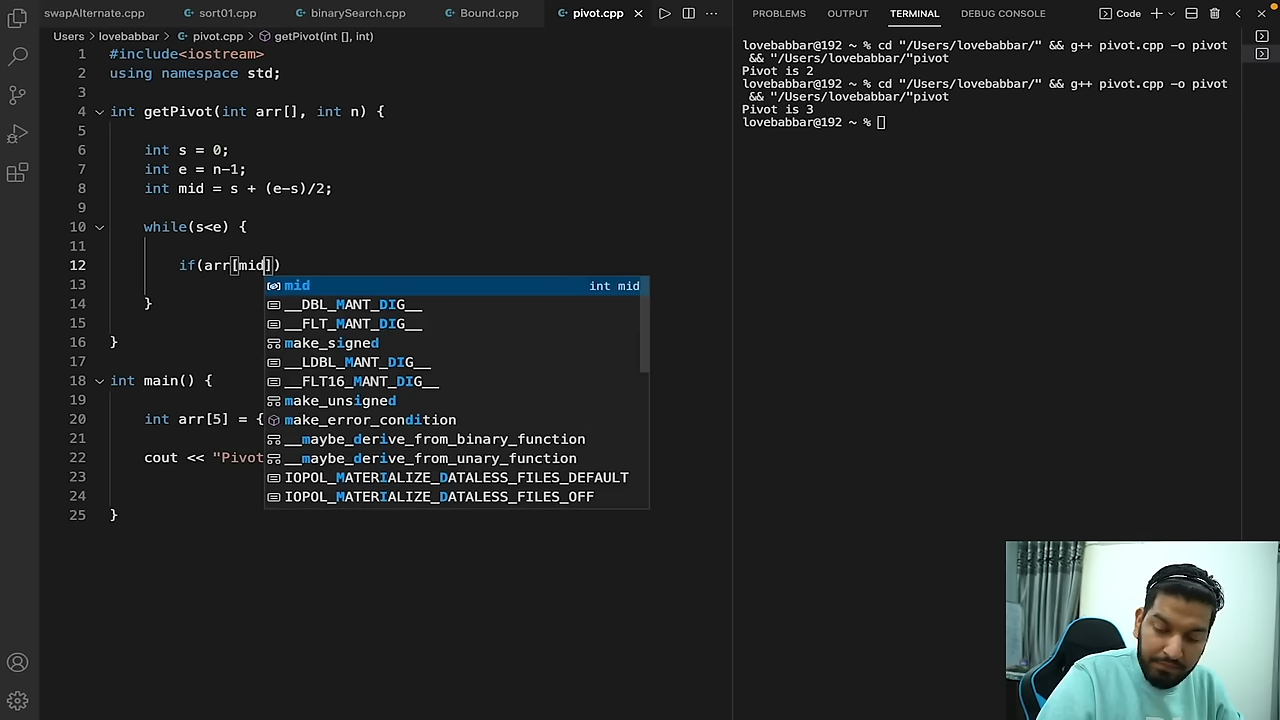 swapAlternate.cpp
sort01.cpp
binarySearch.cpp
Bound.cpp
pivot.cpp
Users > lovebabbar > pivot.cpp > getPivot(int [], int)
1 #include<iostream>
2 using namespace std;
3
4 int getPivot(int arr[], int n) {
5
6 int s = 0;
7 int e = n-1;
8 int mid = s + (e-s)/2;
9
10 while(s<e) {
11
12 if(arr[mid])
13
14 }
15
16 }
17
18 int main() {
19
20 int arr[5] = {
21
22 cout << "Pivot
23
24
25 }
mid int mid
__DBL_MANT_DIG__
__FLT_MANT_DIG__
make_signed
__LDBL_MANT_DIG__
__FLT16_MANT_DIG__
make_unsigned
make_error_condition
__maybe_derive_from_binary_function
__maybe_derive_from_unary_function
IOPOL_MATERIALIZE_DATALESS_FILES_DEFAULT
IOPOL_MATERIALIZE_DATALESS_FILES_OFF
PROBLEMS OUTPUT TERMINAL DEBUG CONSOLE
Code
lovebabbar@192 ~ % cd "/Users/lovebabbar/" && g++ pivot.cpp -o pivot
&& "/Users/lovebabbar/"pivot
Pivot is 2
lovebabbar@192 ~ % cd "/Users/lovebabbar/" && g++ pivot.cpp -o pivot
&& "/Users/lovebabbar/"pivot
Pivot is 3
lovebabbar@192 ~ %